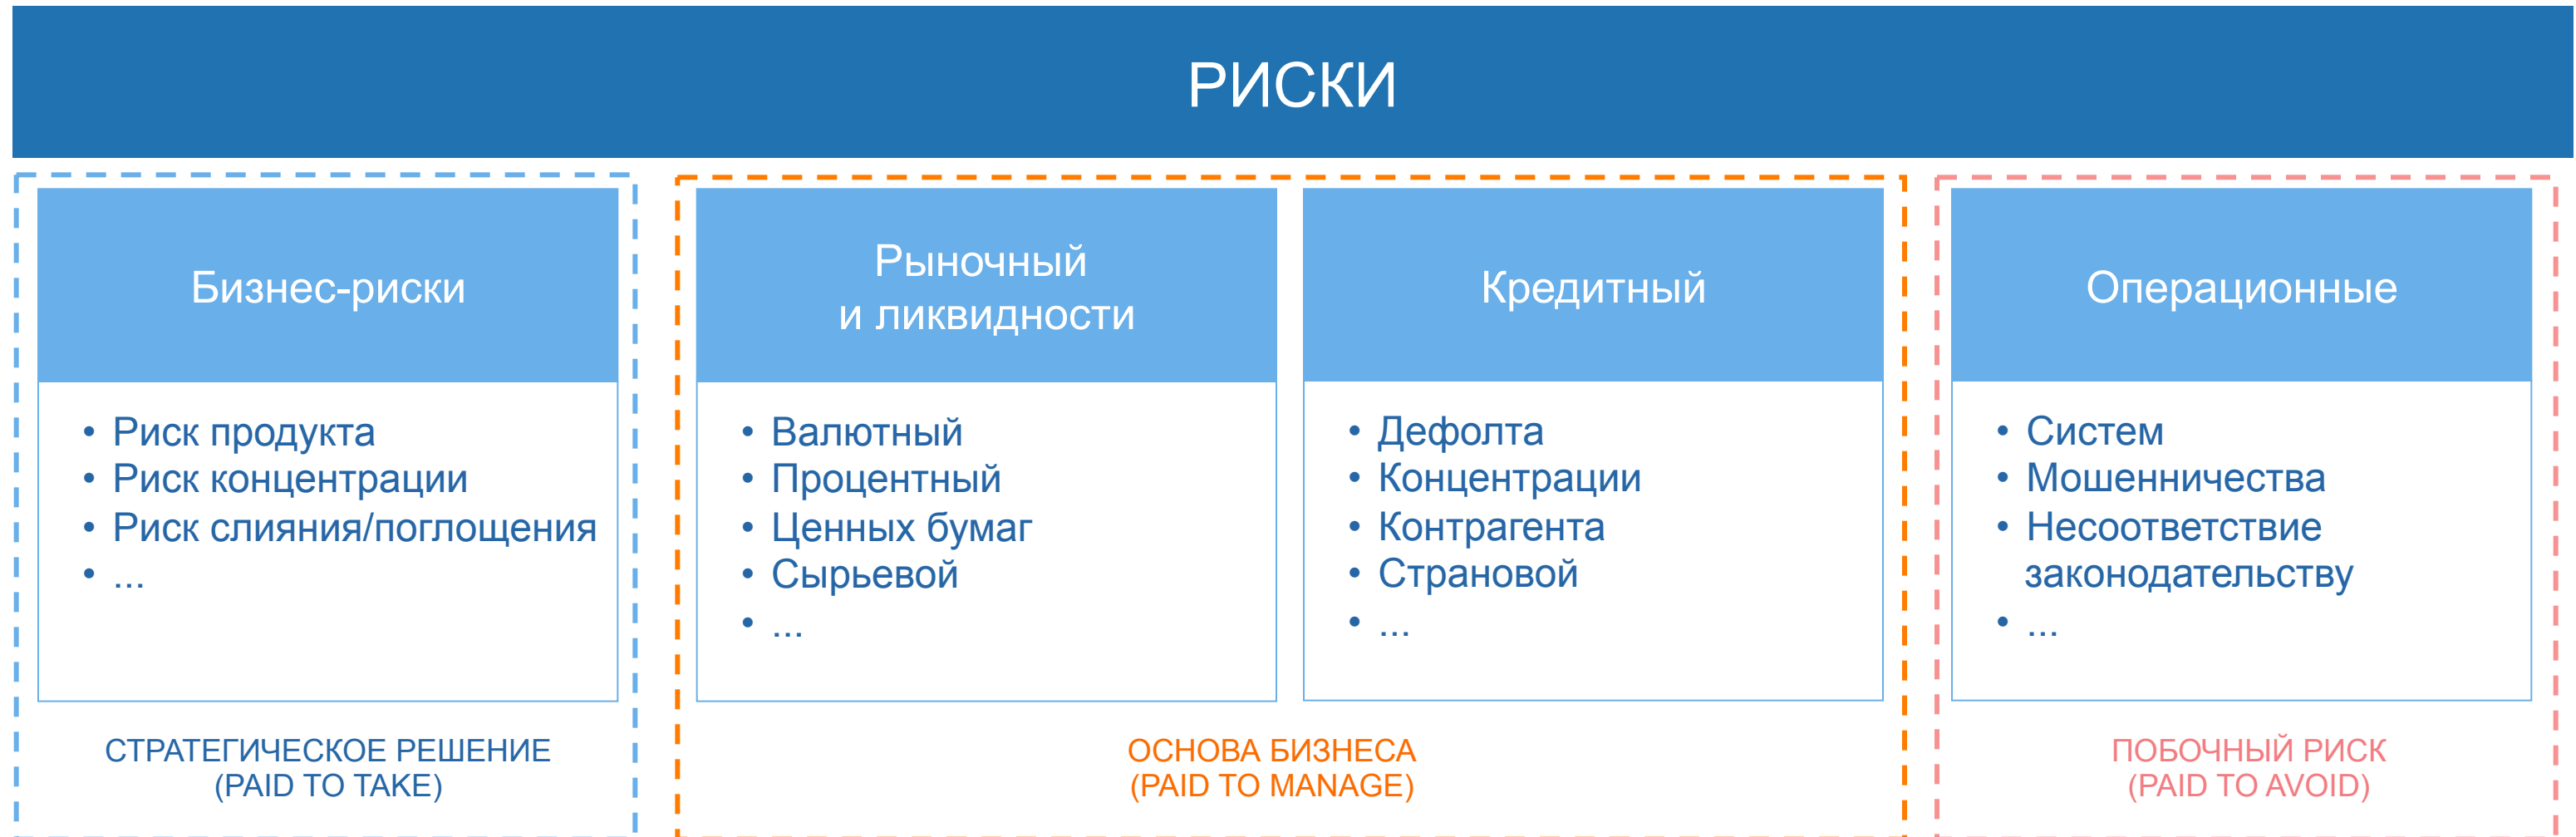 РИСКИ
Бизнес-риски
• Риск продукта
• Риск концентрации
• Риск слияния/поглощения
• ...
СТРАТЕГИЧЕСКОЕ РЕШЕНИЕ
(PAID TO TAKE)
Рыночный
и ликвидности
• Валютный
• Процентный
• Ценных бумаг
• Сырьевой
• ...
Кредитный
• Дефолта
• Концентрации
• Контрагента
• Страновой
• ...
ОСНОВА БИЗНЕСА
(PAID TO MANAGE)
Операционные
• Систем
• Мошенничества
• Несоответствие
законодательству
• ...
ПОБОЧНЫЙ РИСК
(PAID TO AVOID)